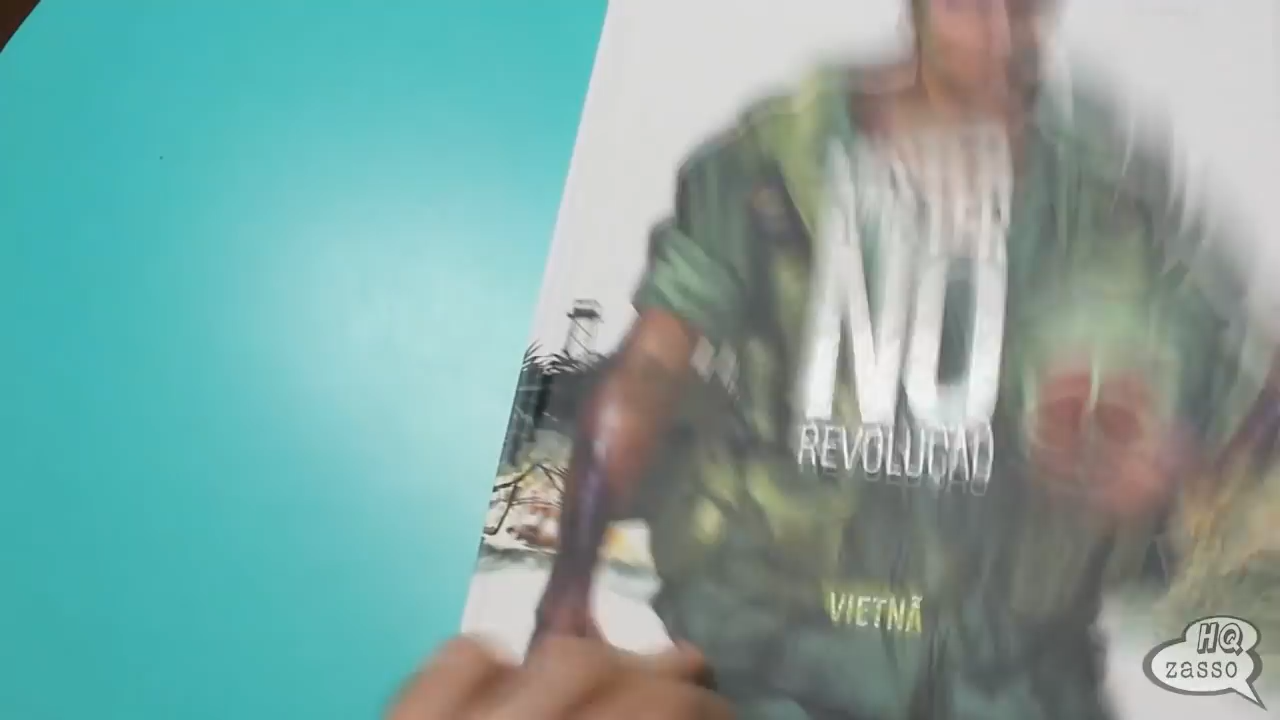 NO
REVOLUÇÃO
VIETNÃ
HQ
zasso